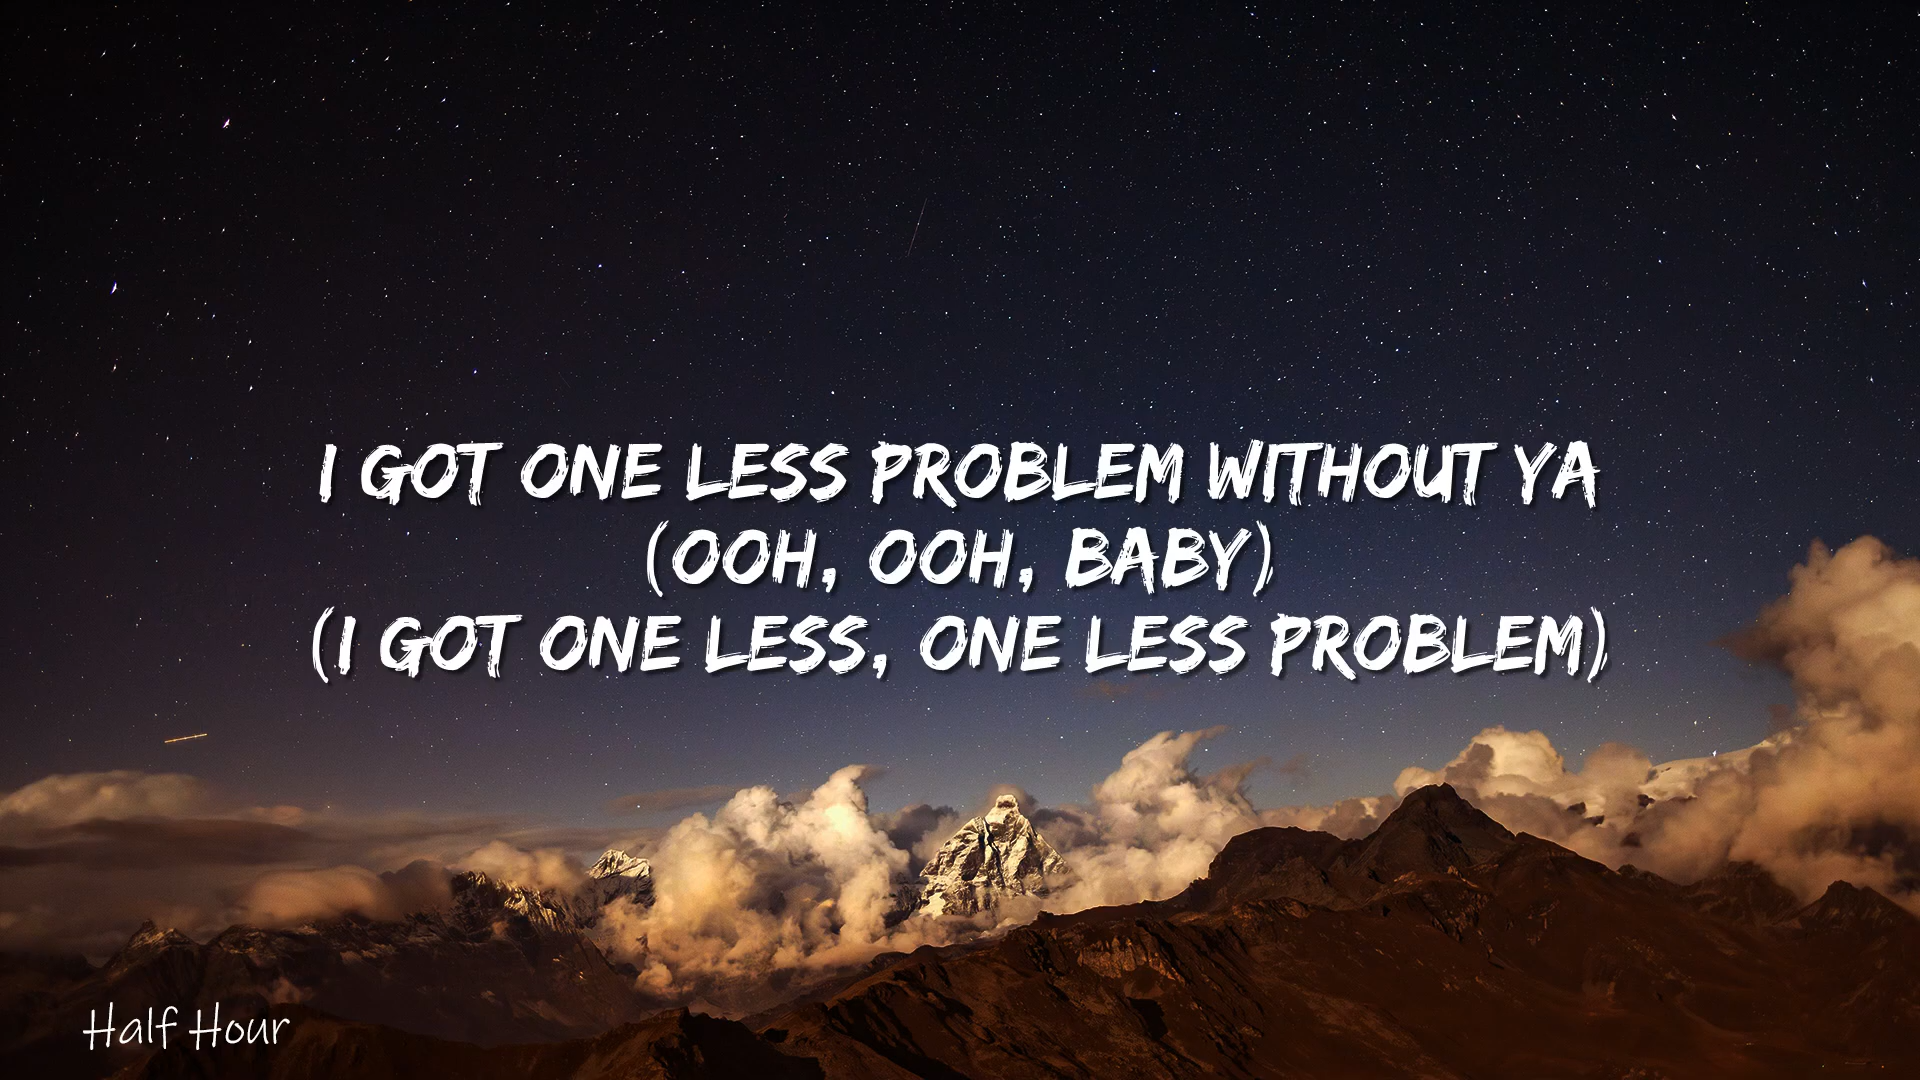 I GOT ONE LESS PROBLEM WITHOUT YA
(OOH, OOH, BABY)
(I GOT ONE LESS, ONE LESS PROBLEM)
Half Hour